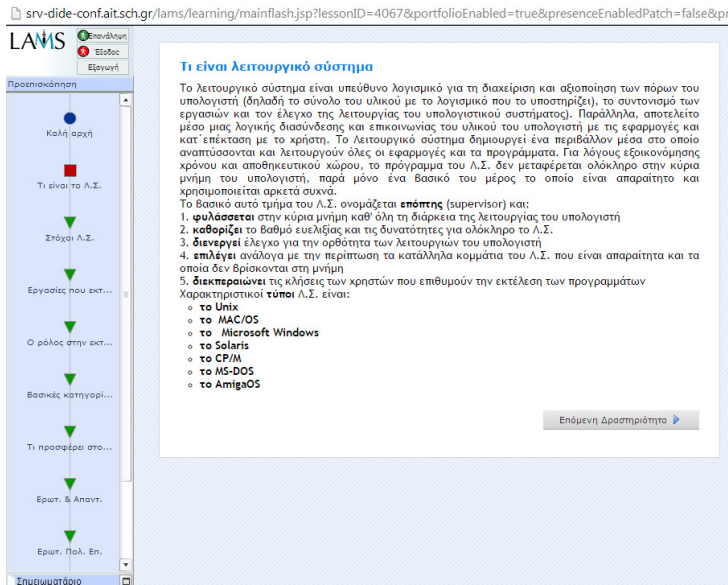 srv-dide-conf.ait.sch.gr/lams/learning/mainflash.jsp?lessonID=4067&portfolioEnabled=true&presenceEnabledPatch=false&pr
LAMS
Επανάληψη
Έξοδος
Εξαγωγή
Προεπισκόπηση
Καλή αρχή
Τι είναι το Λ.Σ.
Στόχοι Λ.Σ.
Εργασίες που εκτ...
Ο ρόλος στην εκτ...
Βασικές κατηγορί...
Τι προσφέρει στο...
Ερωτ. & Απαντ.
Ερωτ. Πολ. Επ.
Σημειωματάριο
Τι είναι λειτουργικό σύστημα
Το λειτουργικό σύστημα είναι υπεύθυνο λογισμικό για τη διαχείριση και αξιοποίηση των πόρων του
υπολογιστή (δηλαδή το σύνολο του υλικού με το λογισμικό που το υποστηρίζει), το συντονισμό των
εργασιών και τον έλεγχο της λειτουργίας του υπολογιστικού συστήματος). Παράλληλα, αποτελείτο
μέσο μιας λογικής διασύνδεσης και επικοινωνίας του υλικού του υπολογιστή με τις εφαρμογές και
κατ΄επέκταση με το χρήστη. Το Λειτουργικό σύστημα δημιουργεί ένα περιβάλλον μέσα στο οποίο
αναπτύσσονται και λειτουργούν όλες οι εφαρμογές και τα προγράμματα. Για λόγους εξοικονόμησης
χρόνου και αποθηκευτικού χώρου, το πρόγραμμα του Λ.Σ. δεν μεταφέρεται ολόκληρο στην κύρια
μνήμη του υπολογιστή, παρά μόνο ένα βασικό του μέρος το οποίο είναι απαραίτητο και
χρησιμοποιείται αρκετά συχνά.
Το βασικό αυτό τμήμα του Λ.Σ. ονομάζεται επόπτης (supervisor) και:
1. φυλάσσεται στην κύρια μνήμη καθ' όλη τη διάρκεια της λειτουργίας του υπολογιστή
2. καθορίζει το βαθμό ευελιξίας και τις δυνατότητες για ολόκληρο το Λ.Σ.
3. διενεργεί έλεγχο για την ορθότητα των λειτουργιών του υπολογιστή
4. επιλέγει ανάλογα με την περίπτωση τα κατάλληλα κομμάτια του Λ.Σ. που είναι απαραίτητα και τα
οποία δεν βρίσκονται στη μνήμη
5. διεκπεραιώνει τις κλήσεις των χρηστών που επιθυμούν την εκτέλεση των προγραμμάτων
Χαρακτηριστικοί τύποι Λ.Σ. είναι:
το Unix
το MAC/OS
το Microsoft Windows
το Solaris
το CP/M
το MS-DOS
το AmigaOS
Επόμενη Δραστηριότητα